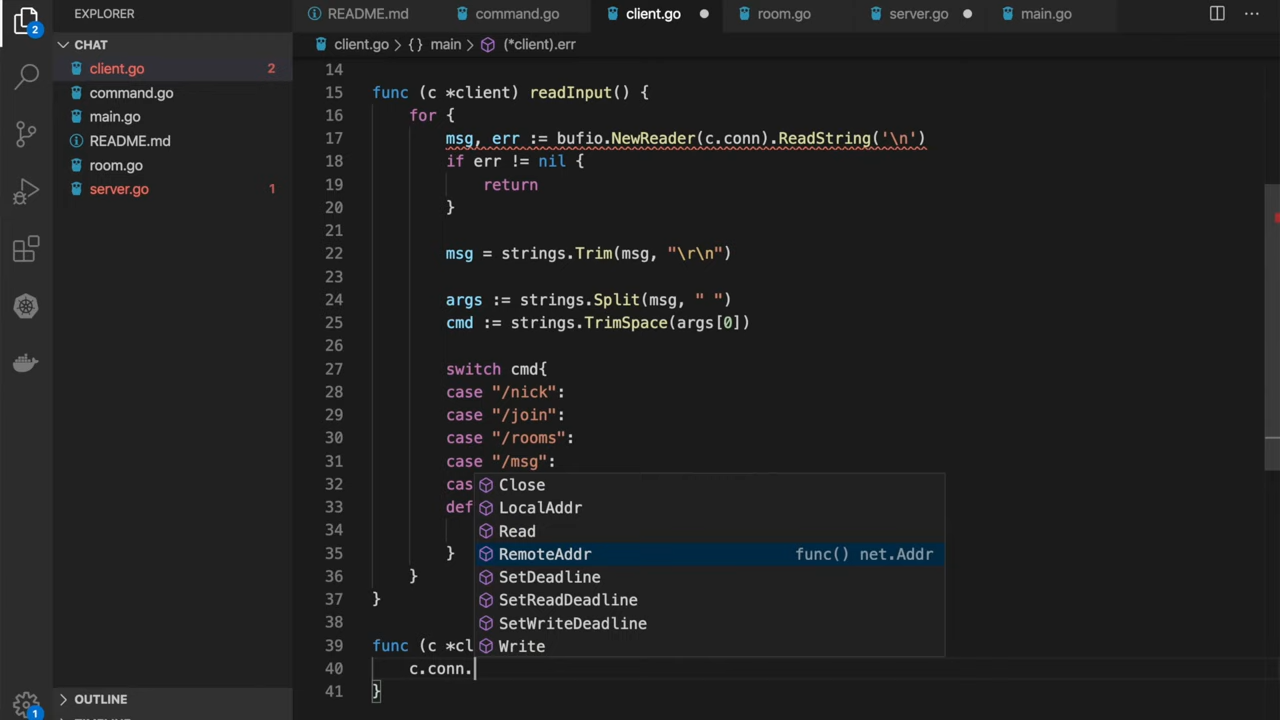 README.md
command.go
client.go
room.go
server.go
main.go
EXPLORER
client.go > {} main > (*client).err
CHAT
client.go 2
command.go
main.go
README.md
room.go
server.go 1
OUTLINE
2
1
14
15 func (c *client) readInput() {
16 for {
17 msg, err := bufio.NewReader(c.conn).ReadString('\n')
18 if err != nil {
19 return
20 }
21
22 msg = strings.Trim(msg, "\r\n")
23
24 args := strings.Split(msg, " ")
25 cmd := strings.TrimSpace(args[0])
26
27 switch cmd{
28 case "/nick":
29 case "/join":
30 case "/rooms":
31 case "/msg":
32 cas
33 def
34
35 }
36 }
37 }
38
39 func (c *cl
40 c.conn.
41 }
Close
LocalAddr
Read
RemoteAddr func() net.Addr
SetDeadline
SetReadDeadline
SetWriteDeadline
Write